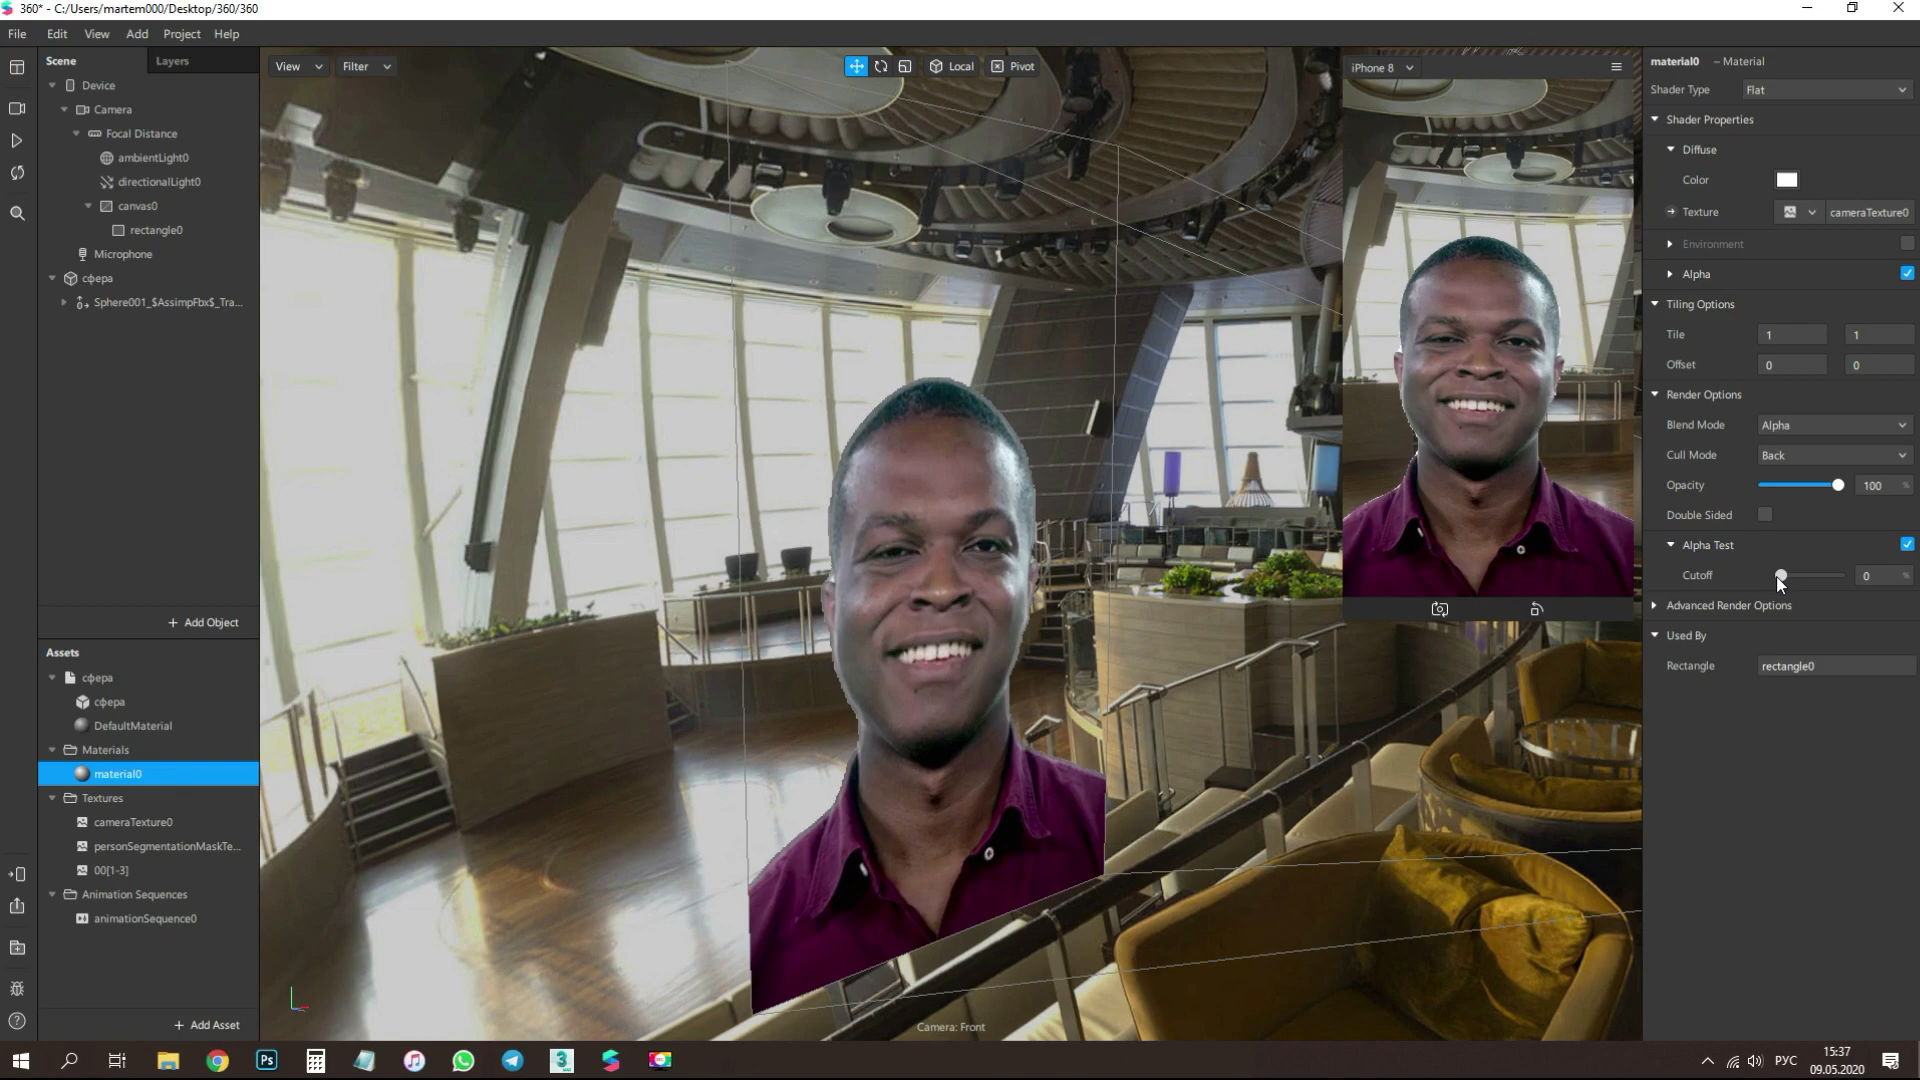 360* - C:/Users/martem000/Desktop/360/360
File Edit View Add Project Help
Scene Layers
Device
Camera
Focal Distance
ambientLight0
directionalLight0
canvas0
rectangle0
Microphone
сфера
Sphere001_$AssimpFbx$_Tra...
+ Add Object
Assets
сфера
сфера
DefaultMaterial
Materials
material0
Textures
cameraTexture0
personSegmentationMaskTe...
00[1-3]
Animation Sequences
animationSequence0
+ Add Asset
View Filter Local Pivot
iPhone 8
Camera: Front
material0 – Material
Shader Type Flat
Shader Properties
Diffuse
Color
Texture cameraTexture0
Environment
Alpha
Tiling Options
Tile 1 1
Offset 0 0
Render Options
Blend Mode Alpha
Cull Mode Back
Opacity 100 %
Double Sided
Alpha Test
Cutoff 0 %
Advanced Render Options
Used By
Rectangle rectangle0
Ps
3
РУС
15:37
09.05.2020